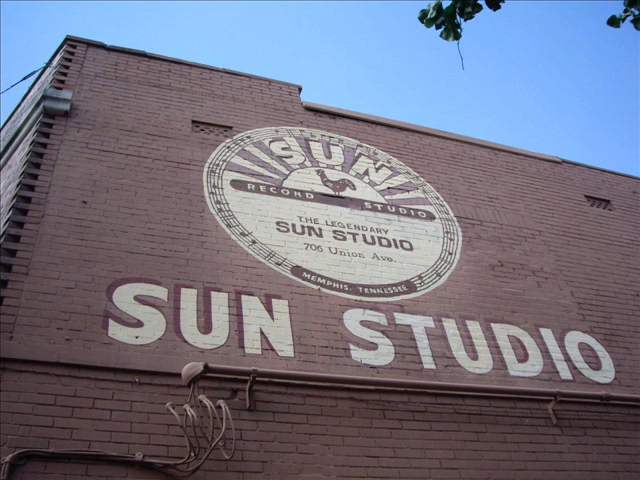 SUN
RECORD STUDIO
THE LEGENDARY
SUN STUDIO
706 Union Ave.
MEMPHIS, TENNESSEE
SUN STUDIO